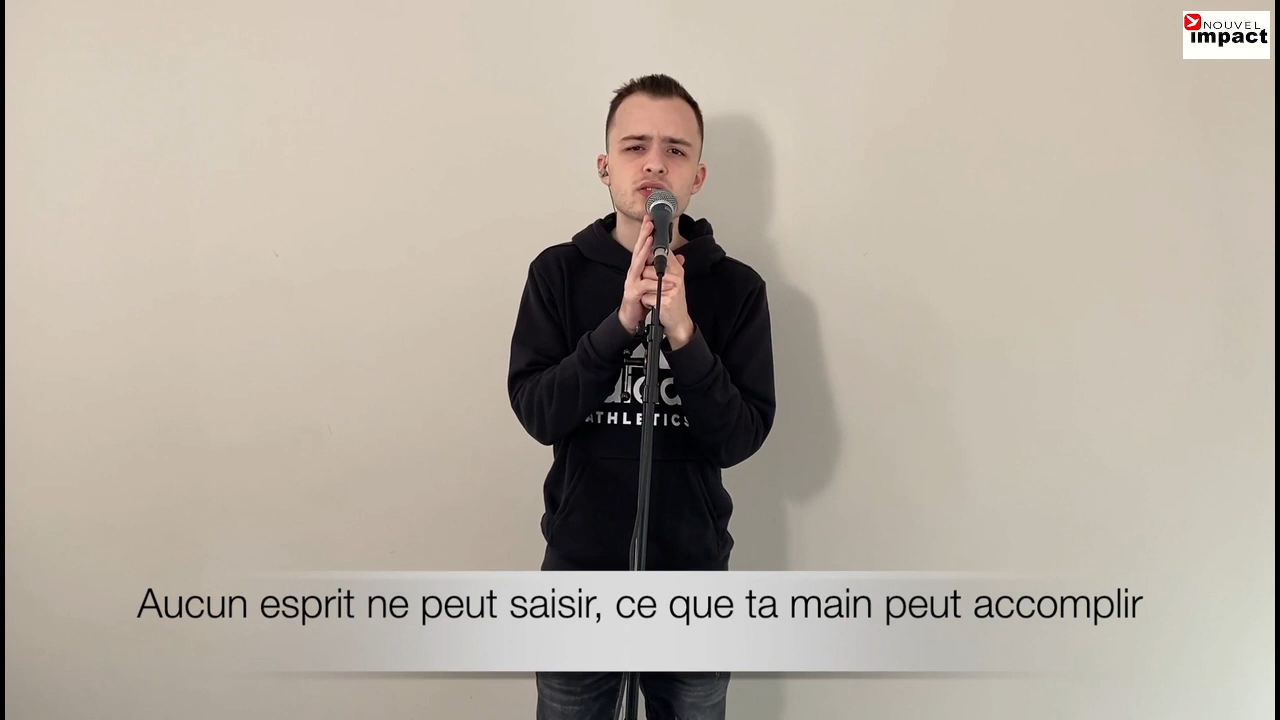 NOUVEL
impact
ATHLETICS
Aucun esprit ne peut saisir, ce que ta main peut accomplir